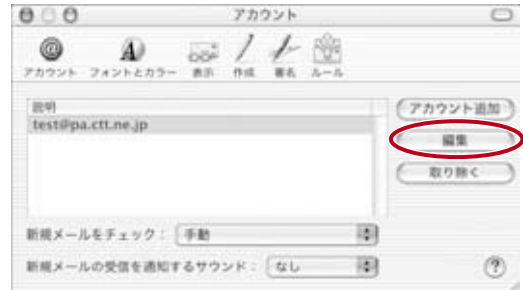 アカウント
アカウント フォントとカラー 表示 作成 署名 ルール
説明
test@pa.ctt.ne.jp
アカウント追加
編集
取り除く
新規メールをチェック： 手動
新規メールの受信を通知するサウンド： なし
?